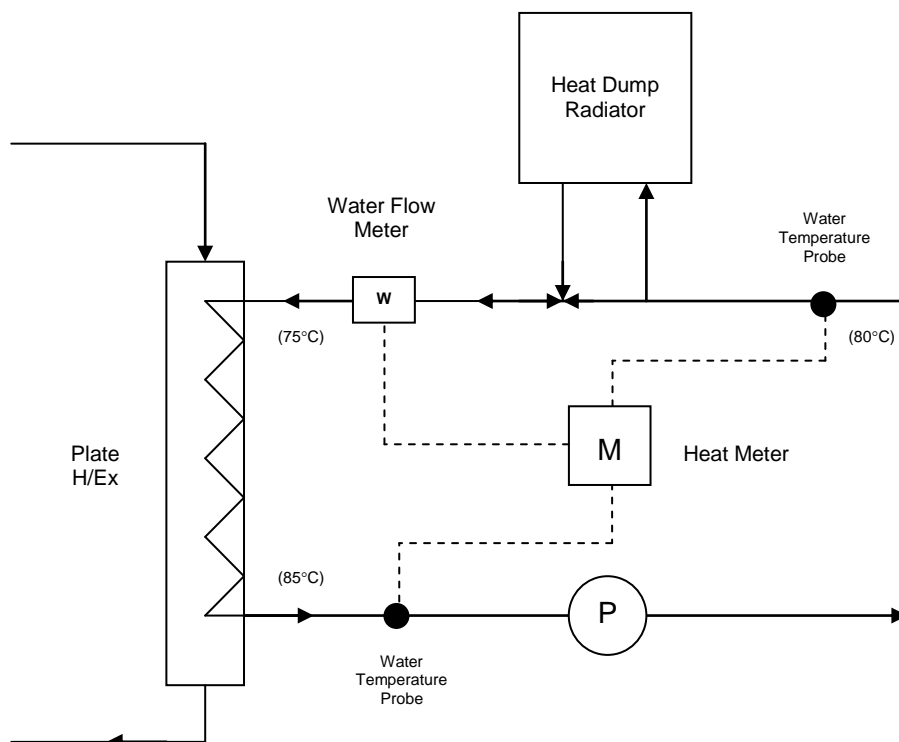 Heat Dump
Radiator
Water Flow
Meter
Water
Temperature
Probe
W
(75°C)
(80°C)
M
Heat Meter
Plate
H/Ex
(85°C)
P
Water
Temperature
Probe